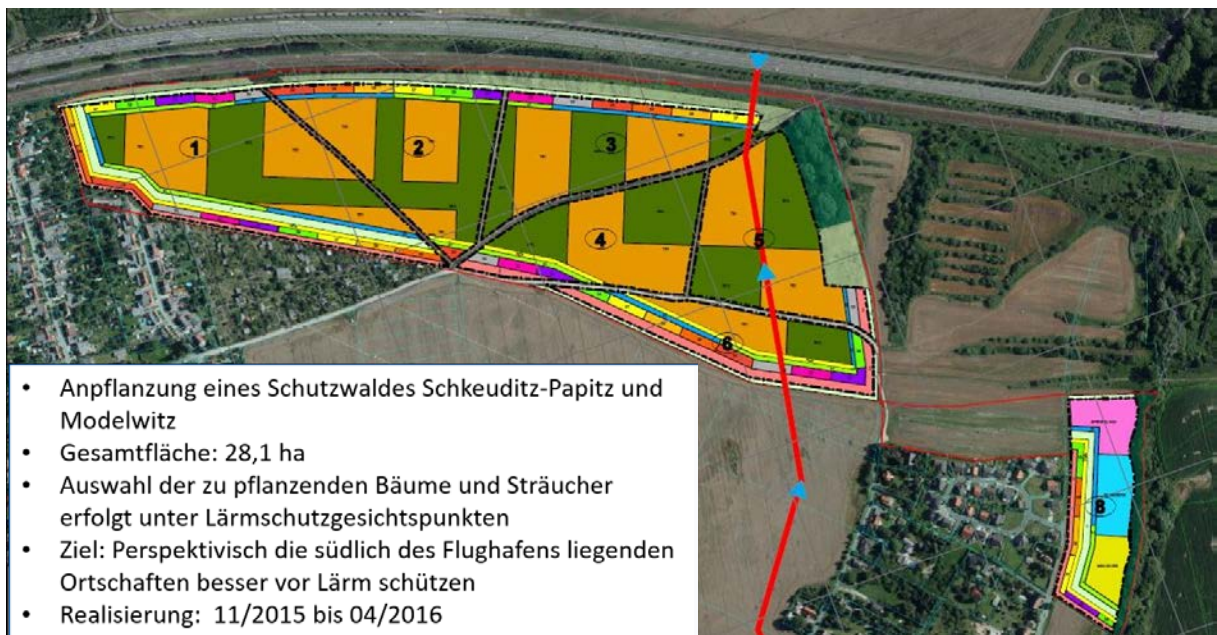 1
2
3
4
5
6
8
• Anpflanzung eines Schutzwaldes Schkeuditz-Papitz und
Modelwitz
• Gesamtfläche: 28,1 ha
• Auswahl der zu pflanzenden Bäume und Sträucher
erfolgt unter Lärmschutzgesichtspunkten
• Ziel: Perspektivisch die südlich des Flughafens liegenden
Ortschaften besser vor Lärm schützen
• Realisierung: 11/2015 bis 04/2016